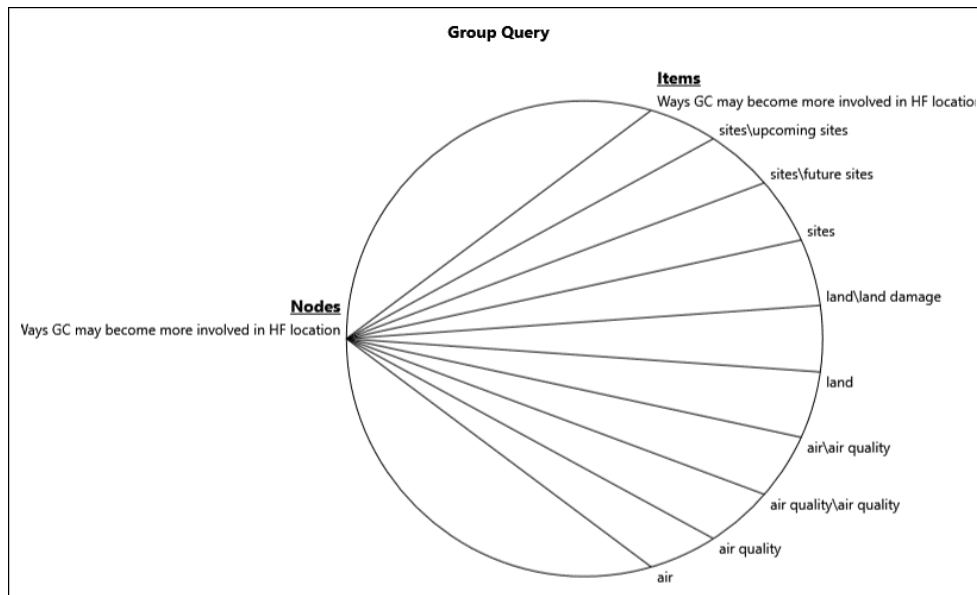 Group Query
Items
Ways GC may become more involved in HF location
sites\upcoming sites
sites\future sites
sites
land\land damage
Nodes
Vays GC may become more involved in HF location
land
air\air quality
air quality\air quality
air quality
air